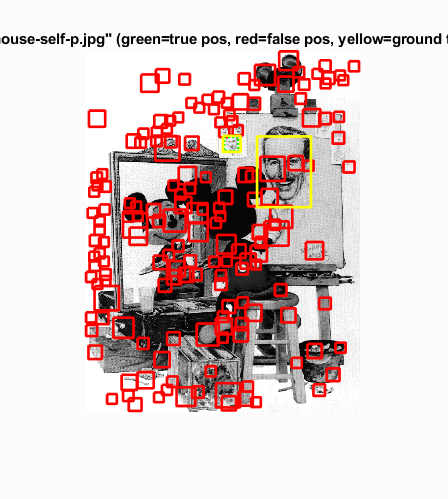 ouse-self-p.jpg" (green=true pos, red=false pos, yellow=ground